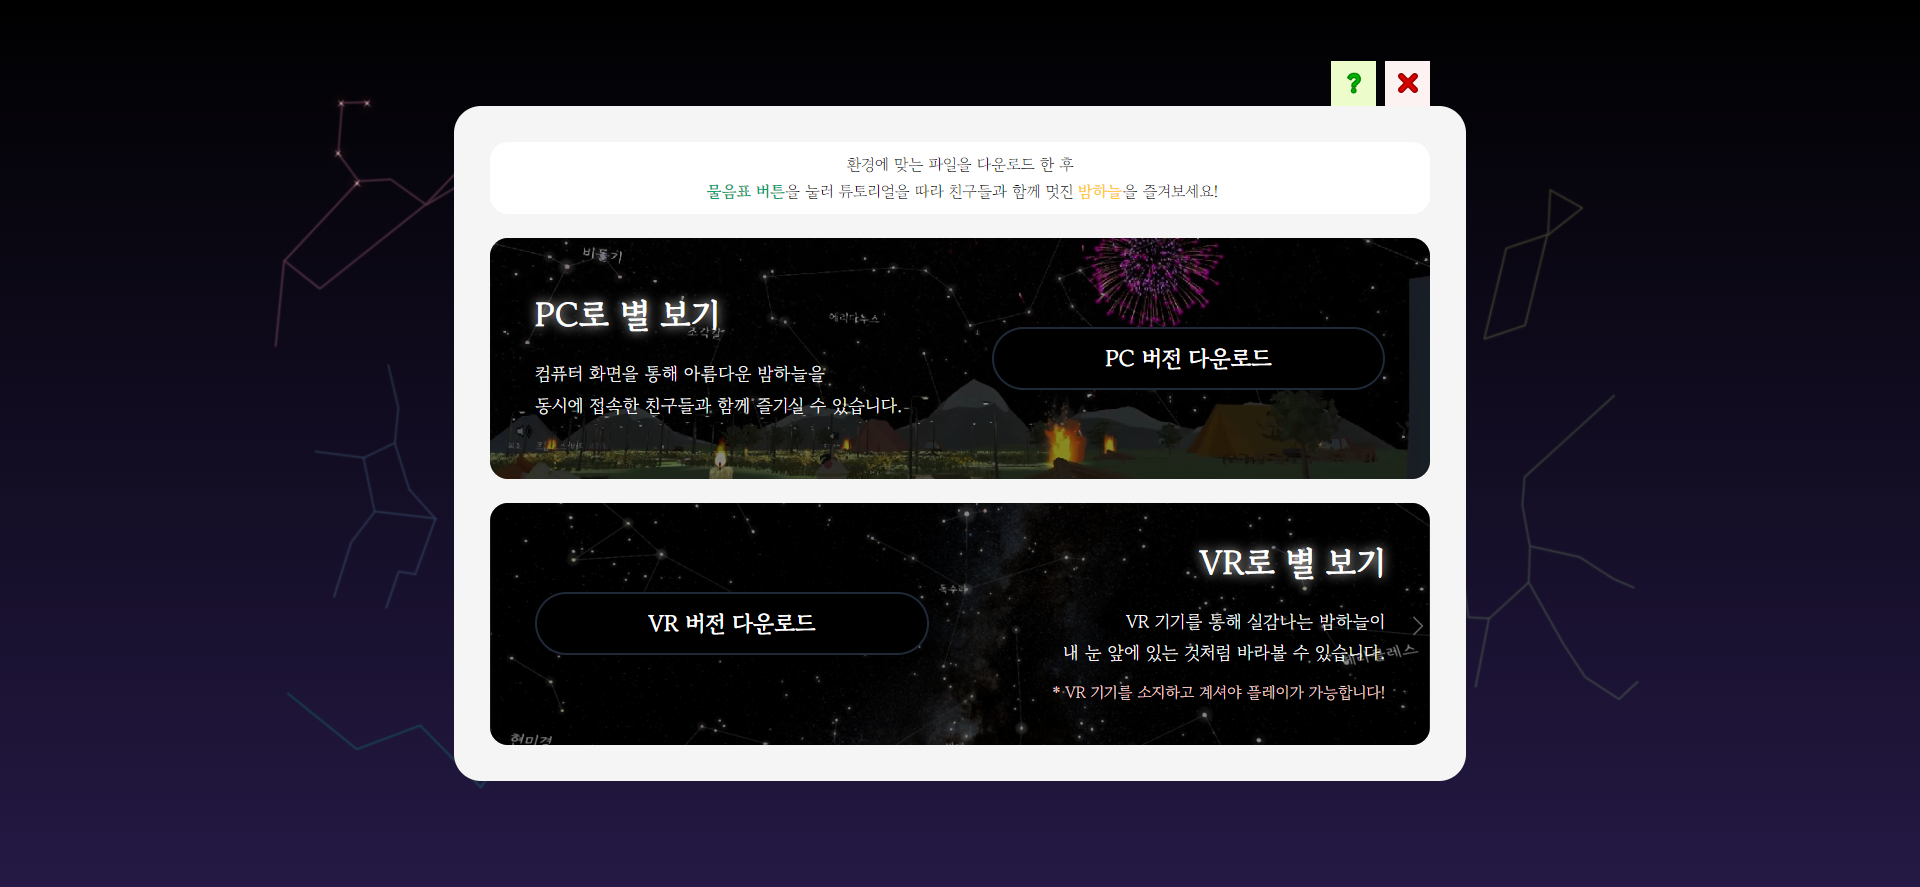 환경에 맞는 파일을 다운로드 한 후
물음표 버튼을 눌러 튜토리얼을 따라 친구들과 함께 멋진 밤하늘을 즐겨보세요!
비둘기
PC로 별 보기
에리다누스
조각칼
PC 버전 다운로드
컴퓨터 화면을 통해 아름다운 밤하늘을
동시에 접속한 친구들과 함께 즐기실 수 있습니다.
VR로 별 보기
독수리
VR 버전 다운로드
VR 기기를 통해 실감나는 밤하늘이
내 눈 앞에 있는 것처럼 바라볼 수 있습니다.
헤라클레스
* VR 기기를 소지하고 계셔야 플레이가 가능합니다!
현미경